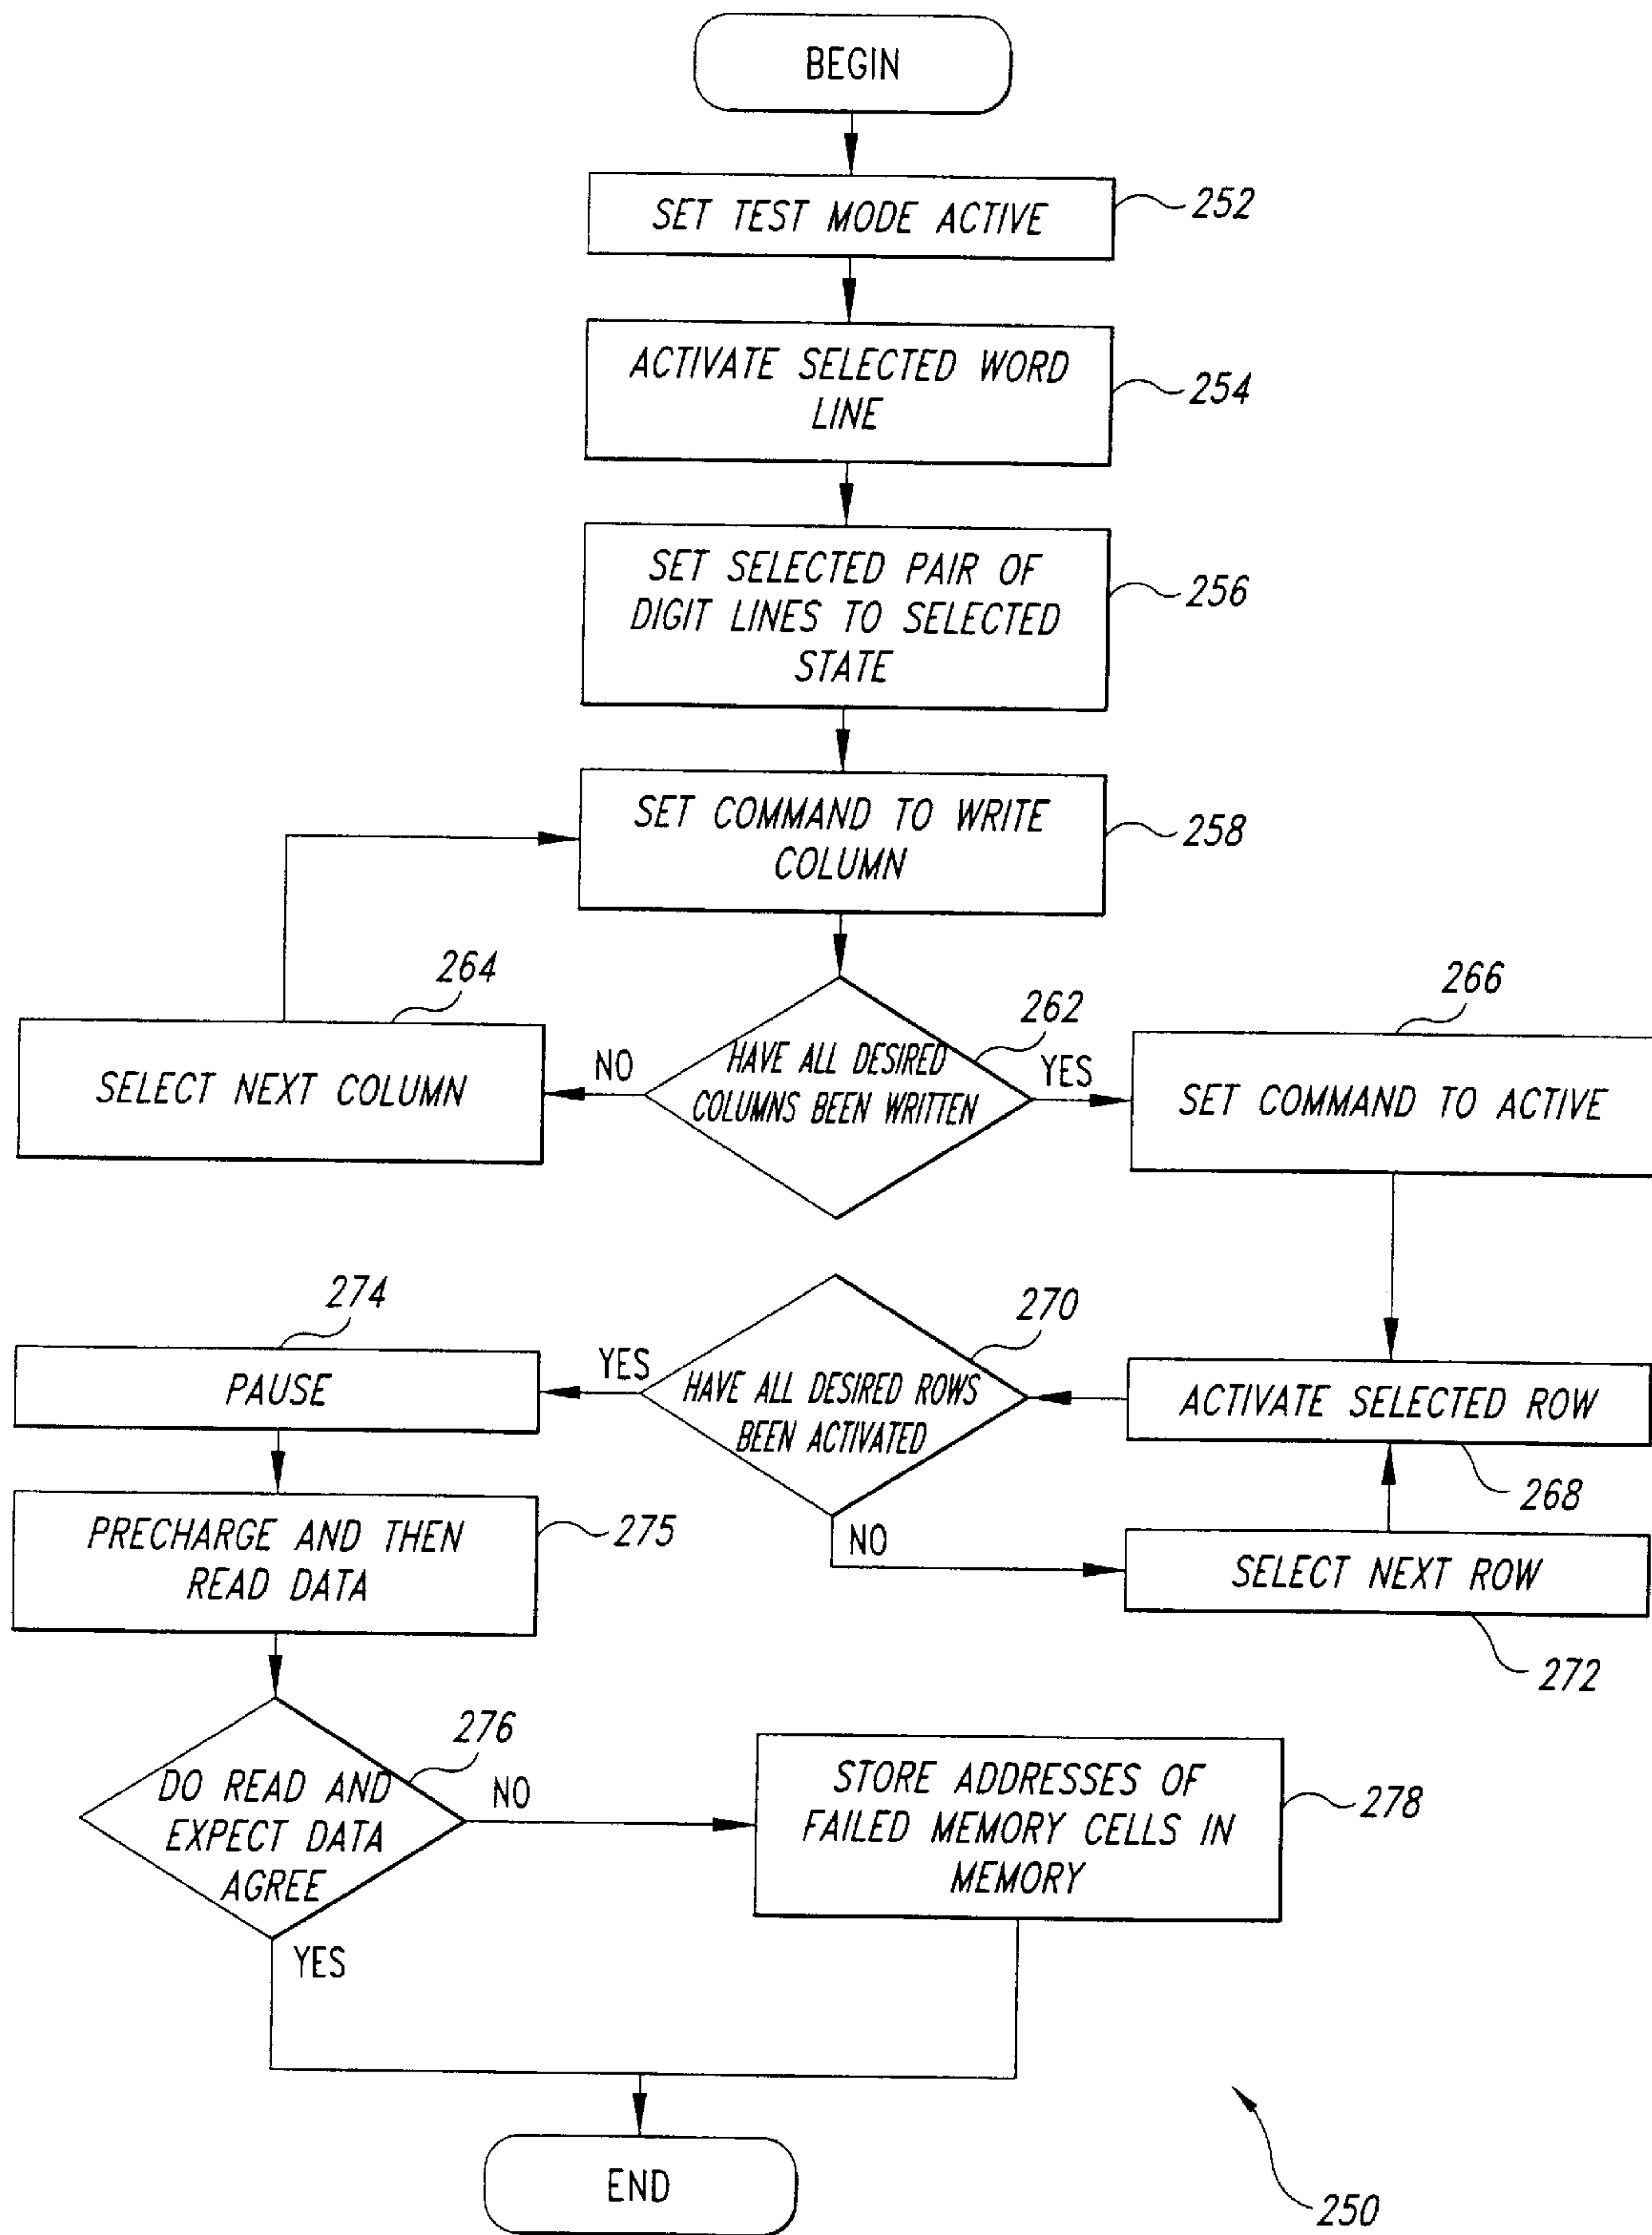 BEGIN
SET TEST MODE ACTIVE
252
ACTIVATE SELECTED WORD
LINE
254
SET SELECTED PAIR OF
DIGIT LINES TO SELECTED
STATE
256
SET COMMAND TO WRITE
COLUMN
258
264
SELECT NEXT COLUMN
NO
262
HAVE ALL DESIRED
COLUMNS BEEN WRITTEN
YES
266
SET COMMAND TO ACTIVE
274
PAUSE
YES
270
HAVE ALL DESIRED ROWS
BEEN ACTIVATED
NO
ACTIVATE SELECTED ROW
268
SELECT NEXT ROW
272
PRECHARGE AND THEN
READ DATA
275
276
DO READ AND
EXPECT DATA
AGREE
NO
YES
STORE ADDRESSES OF
FAILED MEMORY CELLS IN
MEMORY
278
END
250